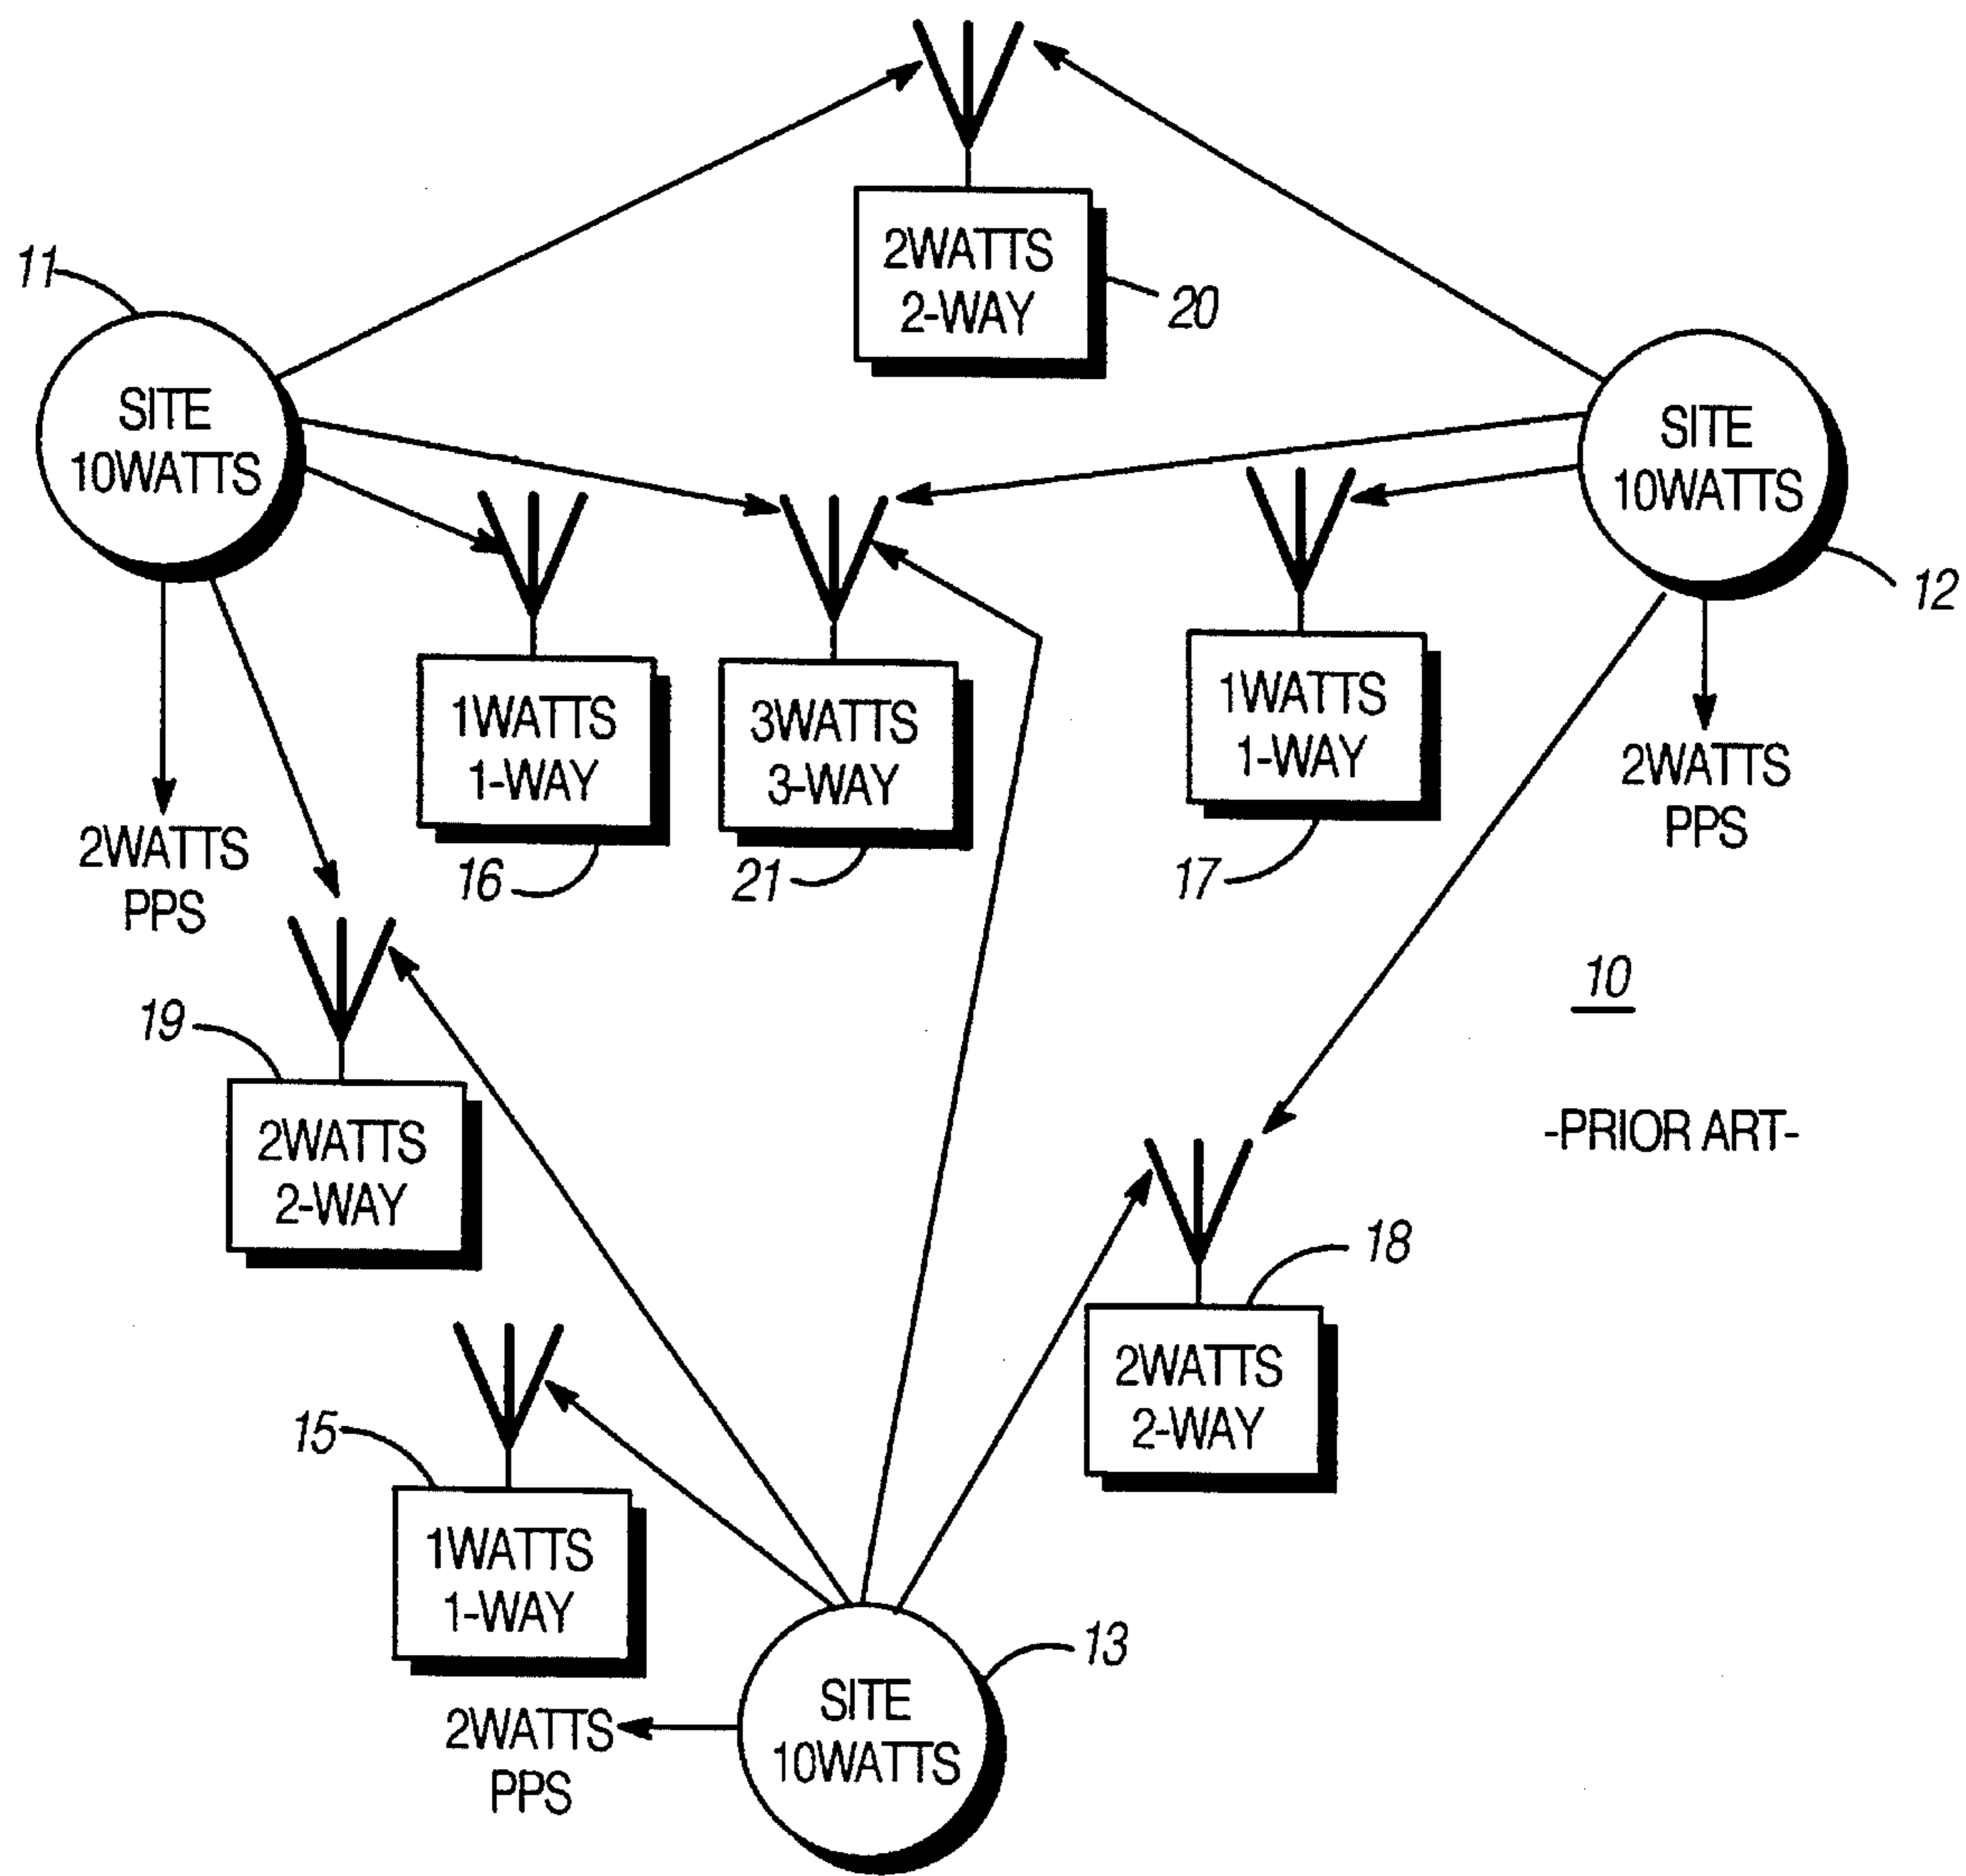 2WATTS
2-WAY
20
11
SITE
10WATTS
SITE
10WATTS
12
1WATTS
1-WAY
16
3WATTS
3-WAY
21
1WATTS
1-WAY
17
2WATTS
PPS
2WATTS
PPS
10
-PRIOR ART-
19
2WATTS
2-WAY
18
2WATTS
2-WAY
15
1WATTS
1-WAY
13
SITE
10WATTS
2WATTS
PPS